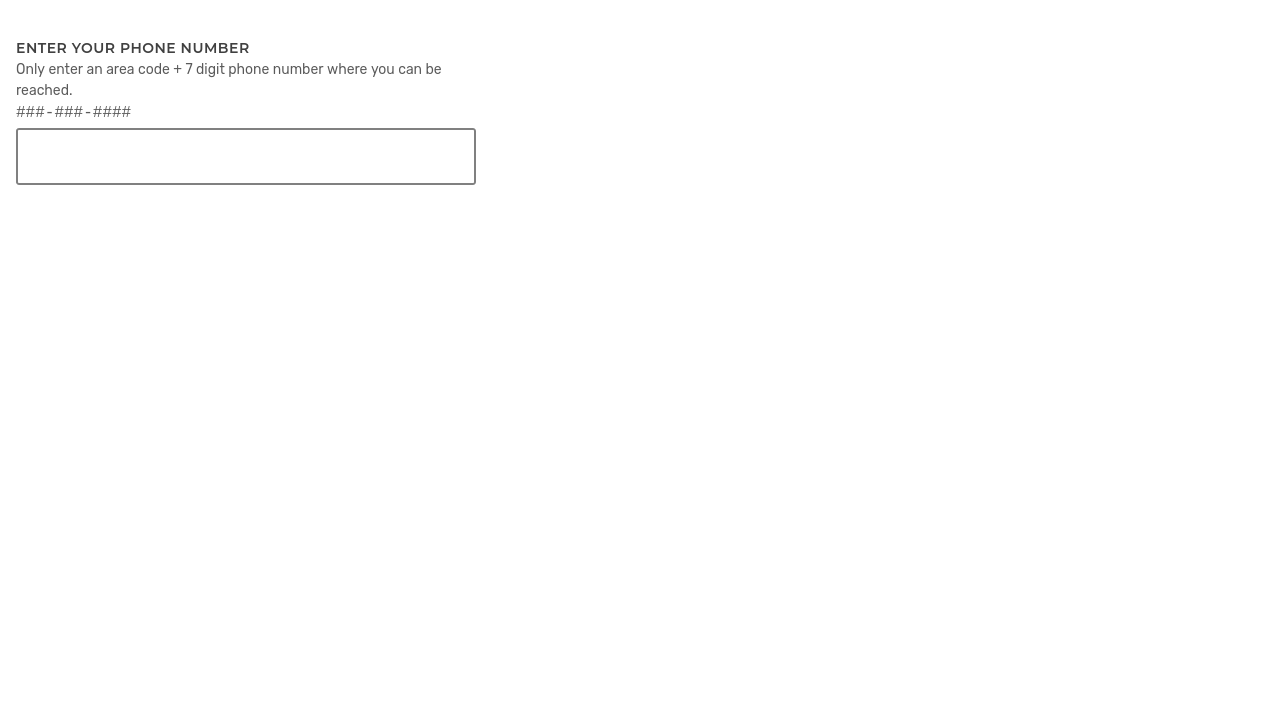 ENTER YOUR PHONE NUMBER
Only enter an area code + 7 digit phone number where you can be
reached.
###-###-####